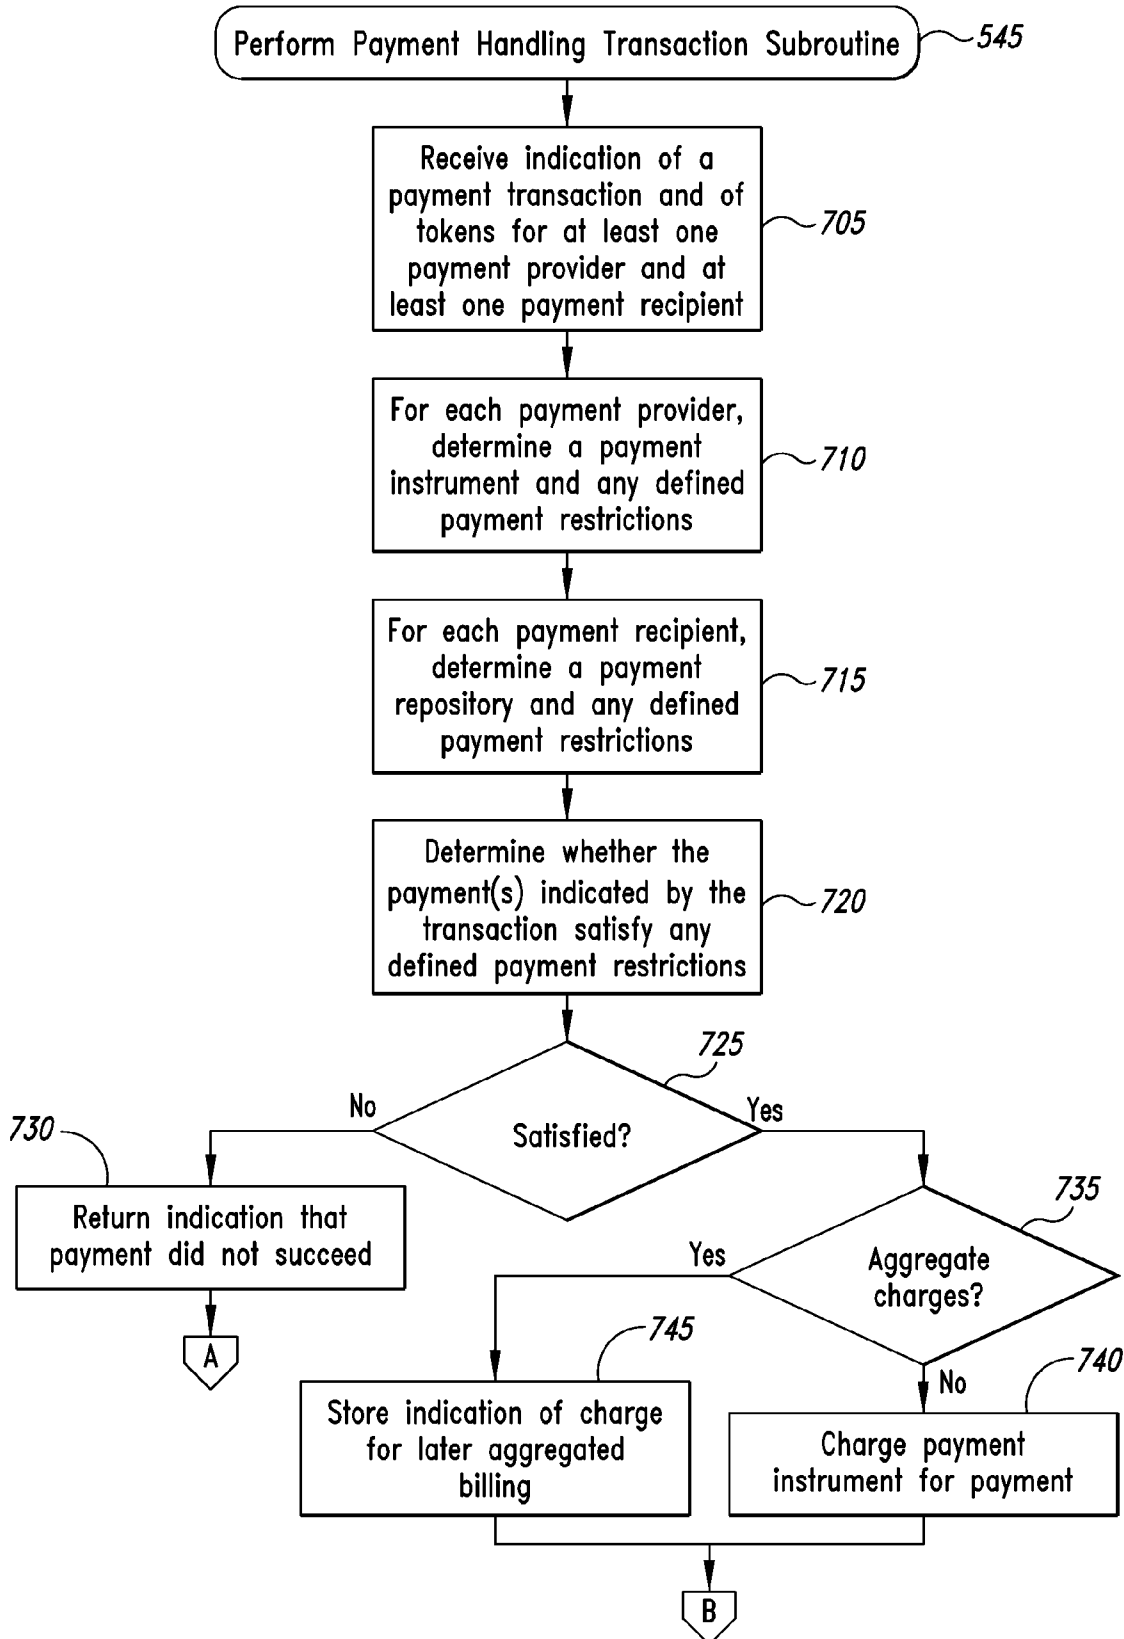 Perform Payment Handling Transaction Subroutine
545
Receive indication of a
payment transaction and of
tokens for at least one
payment provider and at
least one payment recipient
705
For each payment provider,
determine a payment
instrument and any defined
payment restrictions
710
For each payment recipient,
determine a payment
repository and any defined
payment restrictions
715
Determine whether the
payment(s) indicated by the
transaction satisfy any
defined payment restrictions
720
725
Satisfied?
No
Yes
730
Return indication that
payment did not succeed
A
735
Aggregate
charges?
Yes
No
745
Store indication of charge
for later aggregated
billing
740
Charge payment
instrument for payment
B